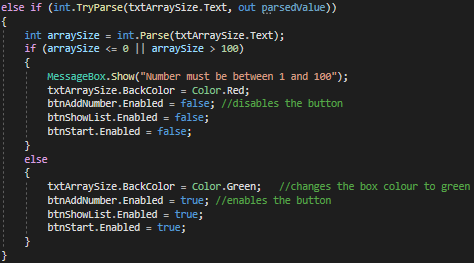 else if (int.TryParse(txtArraySize.Text, out parsedValue))
{
int arraySize = int.Parse(txtArraySize.Text);
if (arraySize <= 0 || arraySize > 100)
{
MessageBox.Show("Number must be between 1 and 100");
txtArraySize.BackColor = Color.Red;
btnAddNumber.Enabled = false; //disables the button
btnShowList.Enabled = false;
btnStart.Enabled = false;
}
else
{
txtArraySize.BackColor = Color.Green;   //changes the box colour to green
btnAddNumber.Enabled = true; //enables the button
btnShowList.Enabled = true;
btnStart.Enabled = true;
}
}